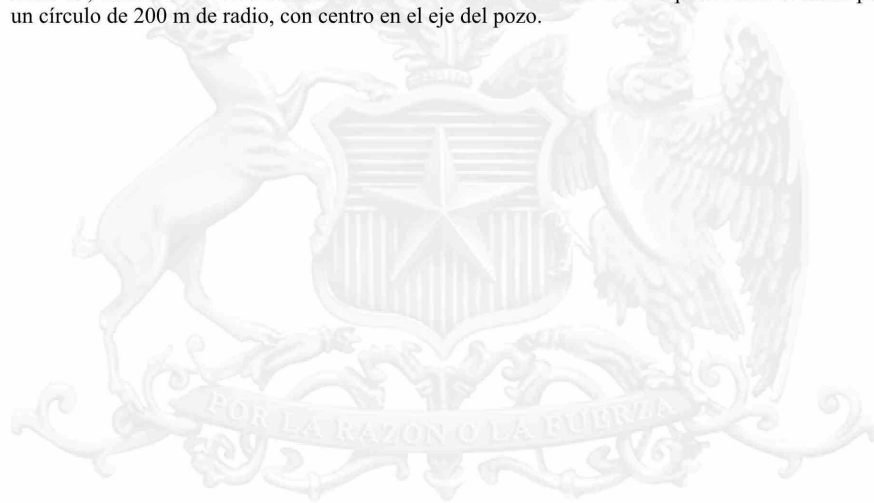 un círculo de 200 m de radio, con centro en el eje del pozo.
POR LA RAZON O LA FUERZA